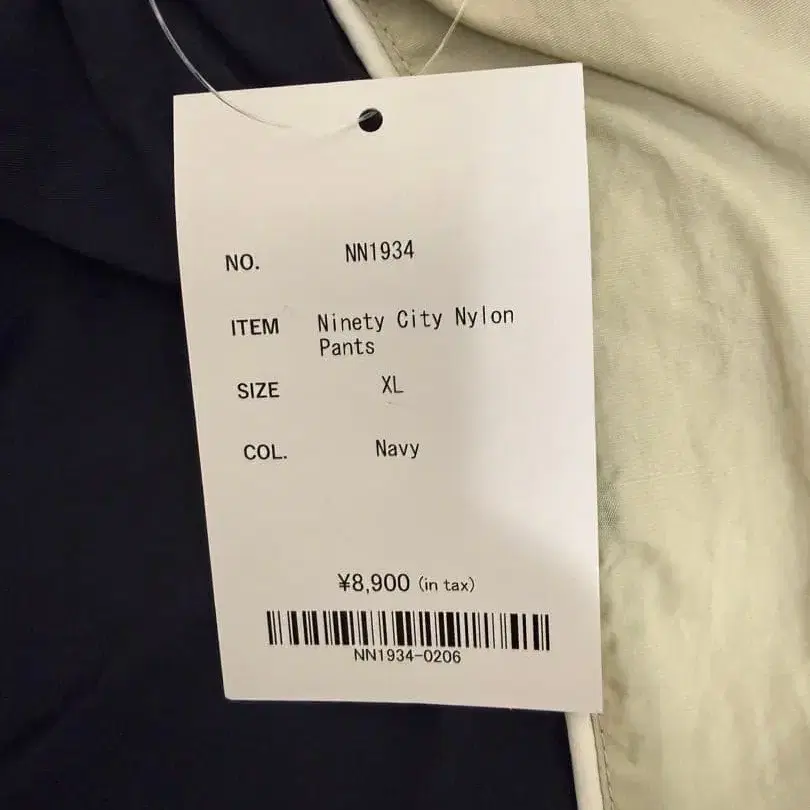 NO. NN1934
ITEM Ninety City Nylon
Pants
SIZE XL
COL. Navy
¥8,900 (in tax)
NN1934-0206